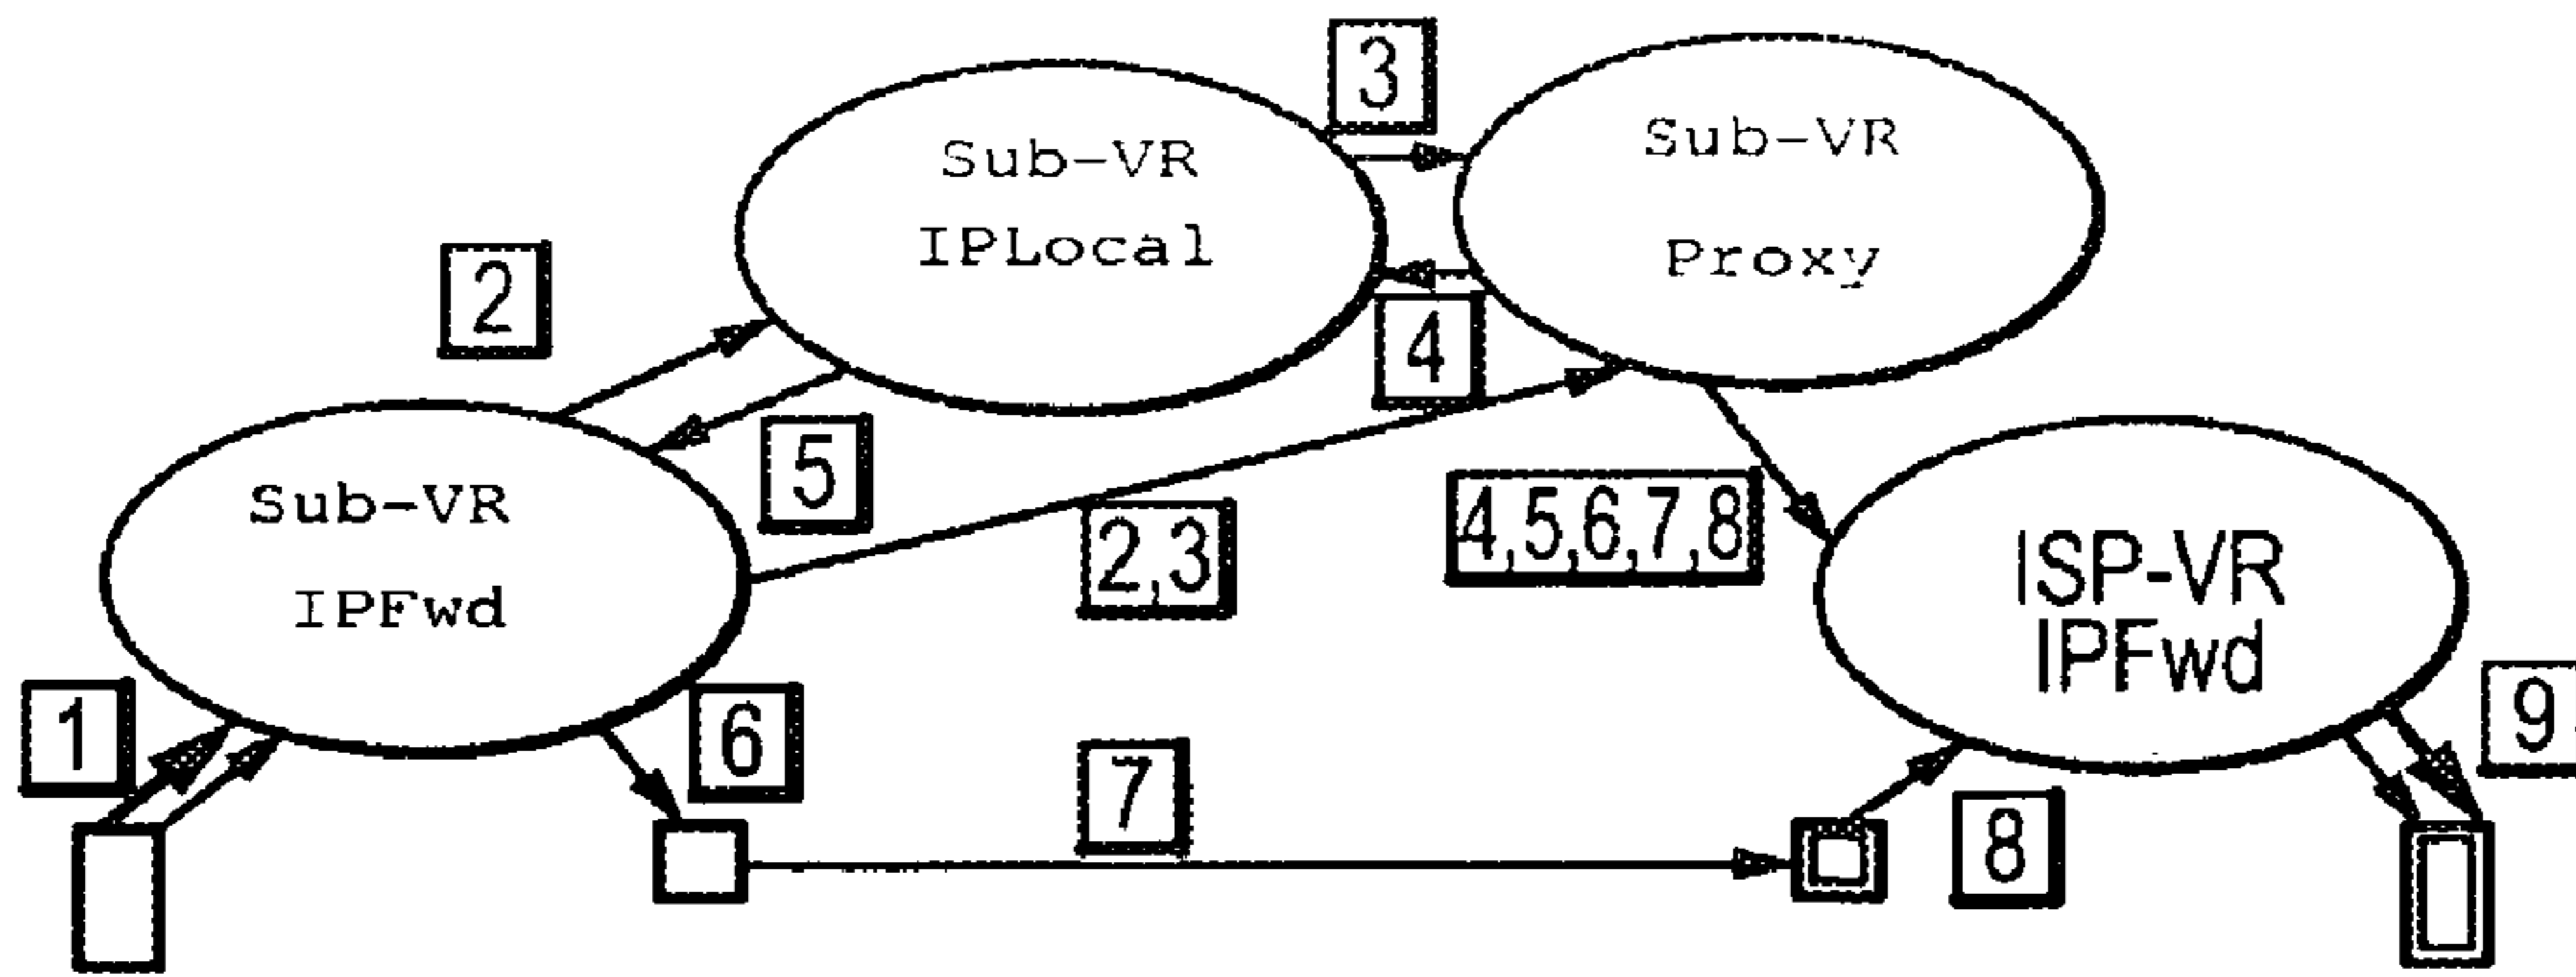 3
Sub-VR
IPLocal
Sub-VR
Proxy
2
4
5
Sub-VR
IPFwd
2,3
4,5,6,7,8
ISP-VR
IPFwd
1
6
7
8
9